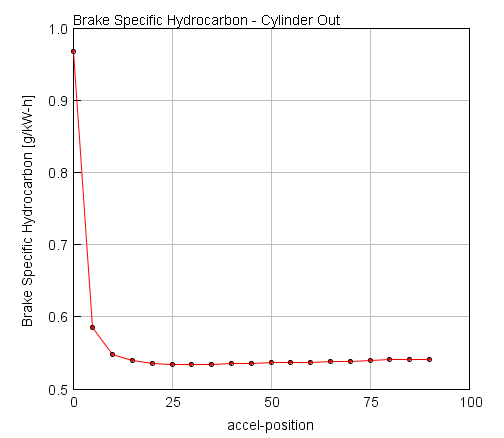 Brake Specific Hydrocarbon - Cylinder Out
Brake Specific Hydrocarbon [g/kW-h]
1.0
0.9
0.8
0.7
0.6
0.5
0 25 50 75 100
accel-position